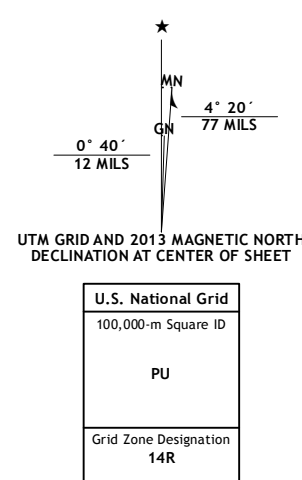 ★
MN
4° 20´
77 MILS
GN
0° 40´
12 MILS
UTM GRID AND 2013 MAGNETIC NORTH
DECLINATION AT CENTER OF SHEET
U.S. National Grid
100,000-m Square ID
PU
Grid Zone Designation
14R